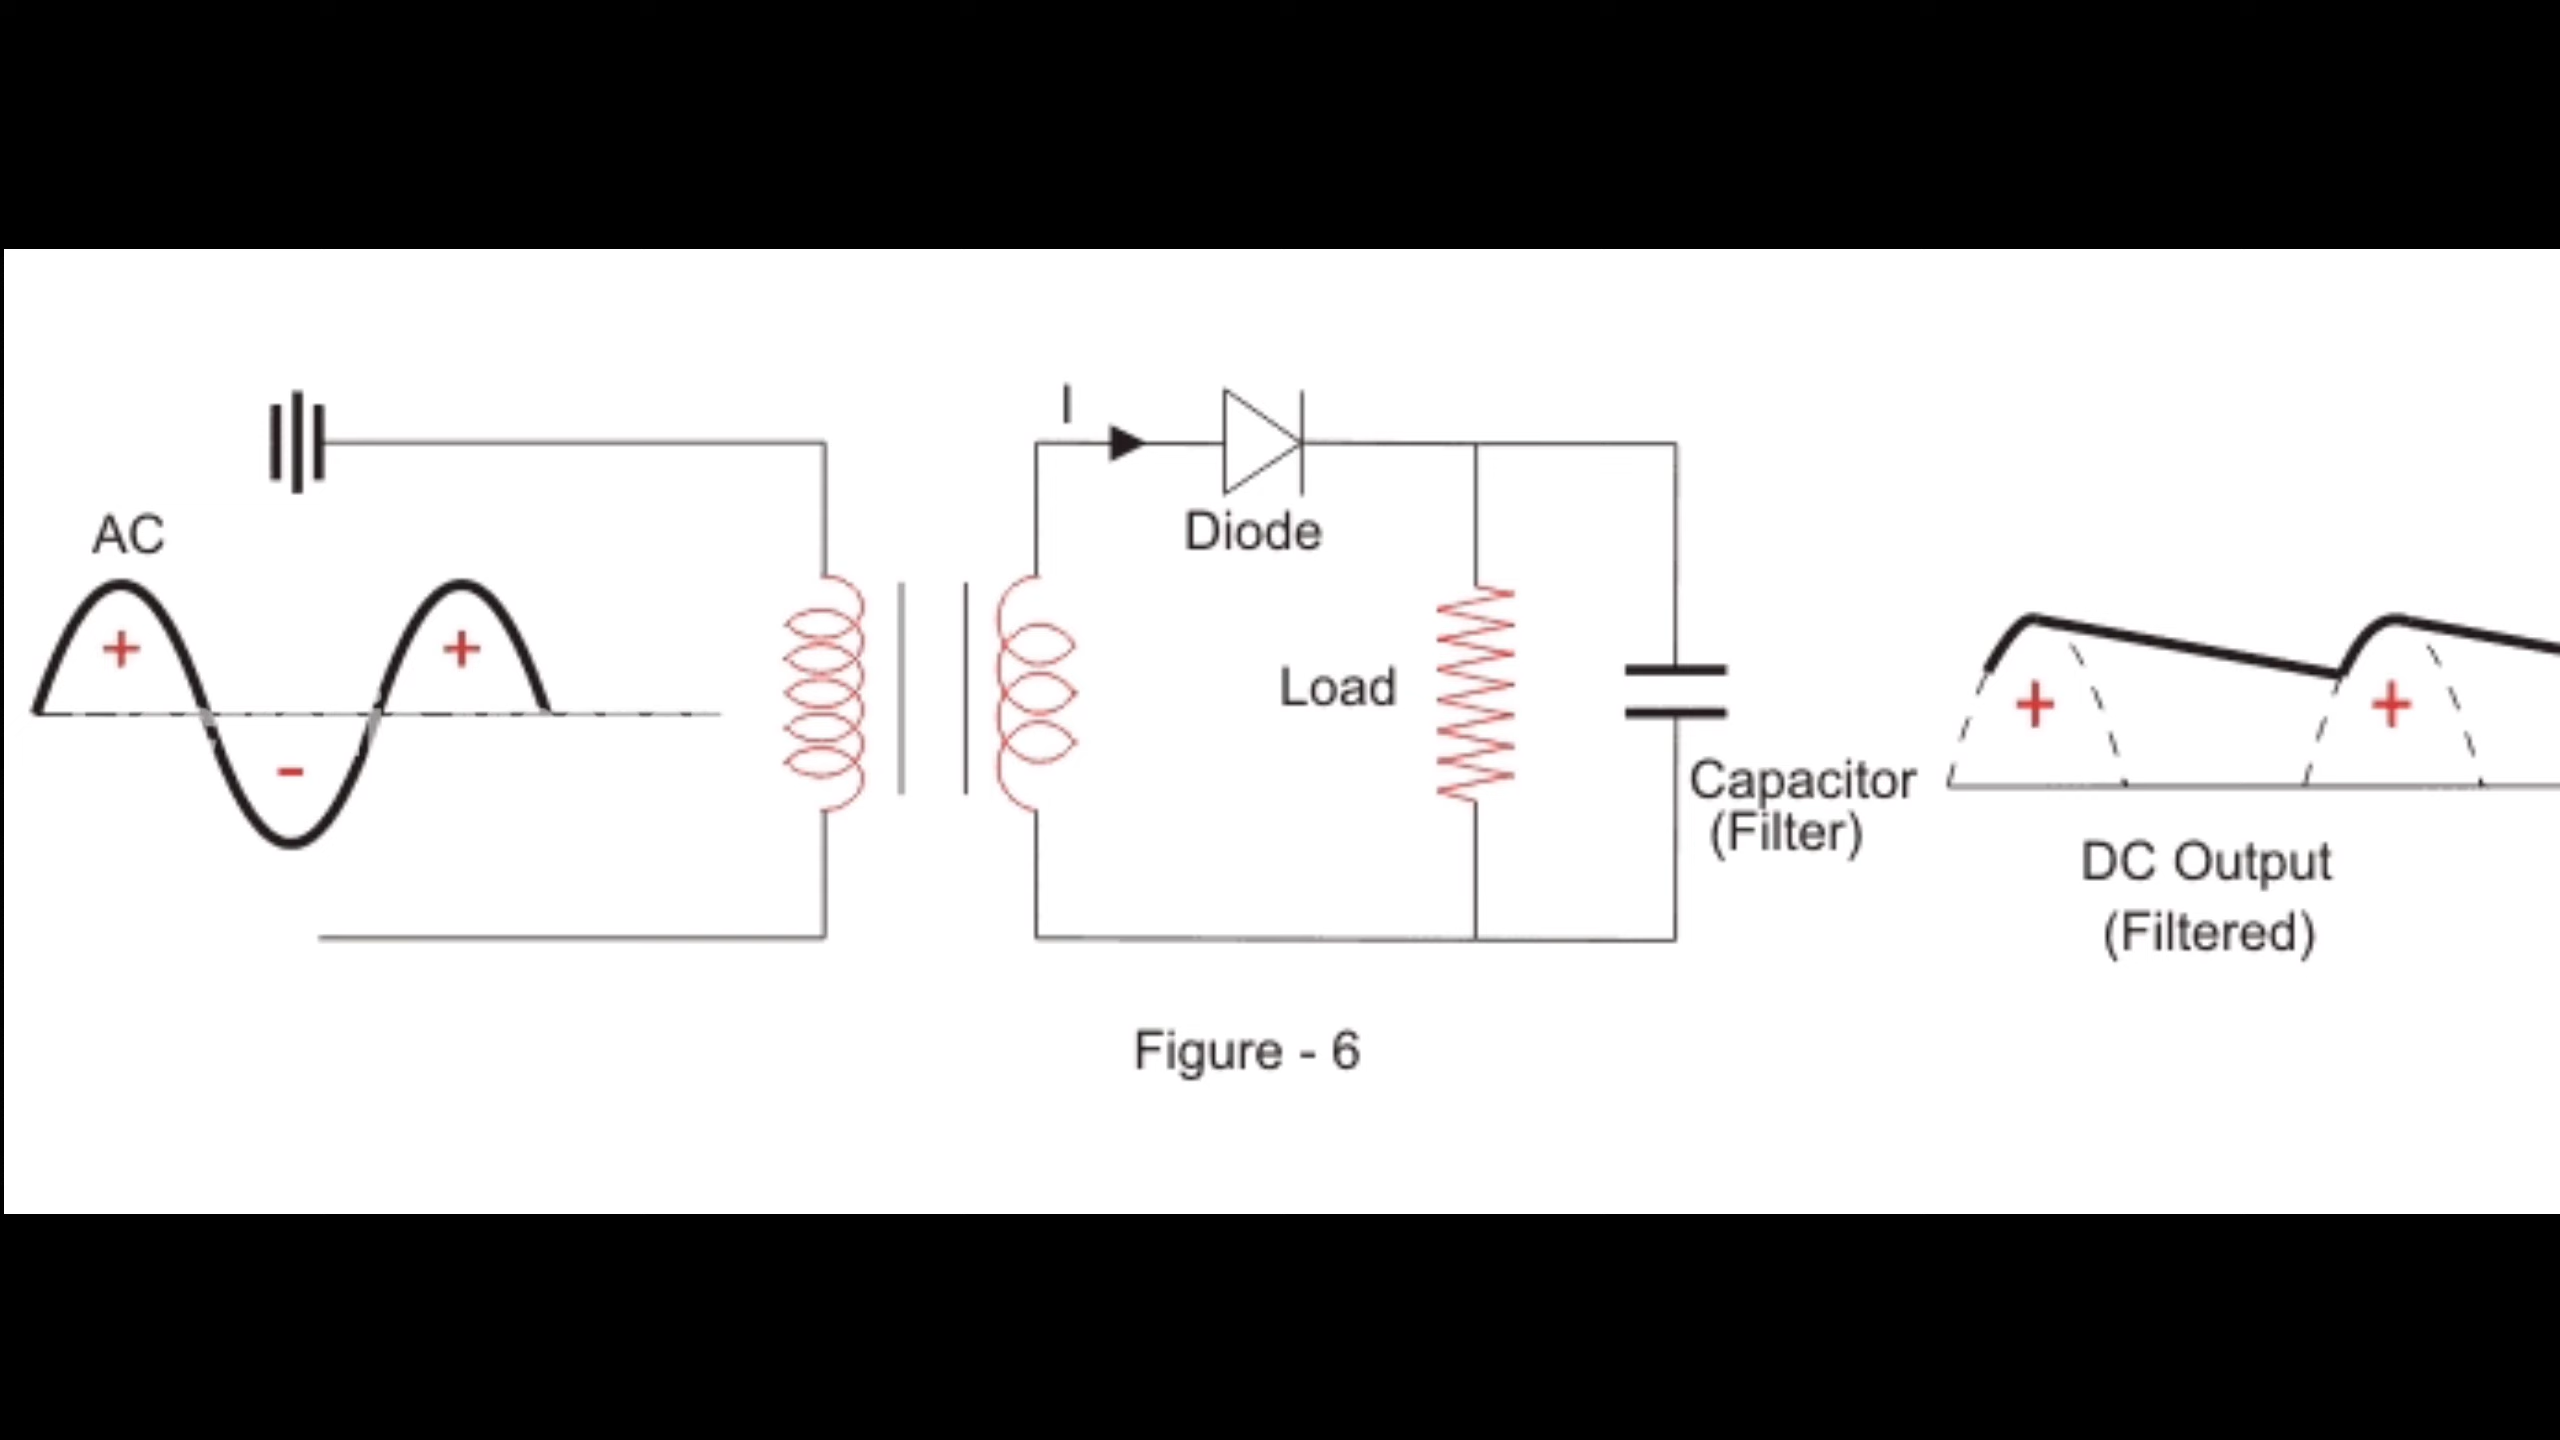 I
AC
+
+
-
Diode
Load
Capacitor
(Filter)
+
+
DC Output
(Filtered)
Figure - 6